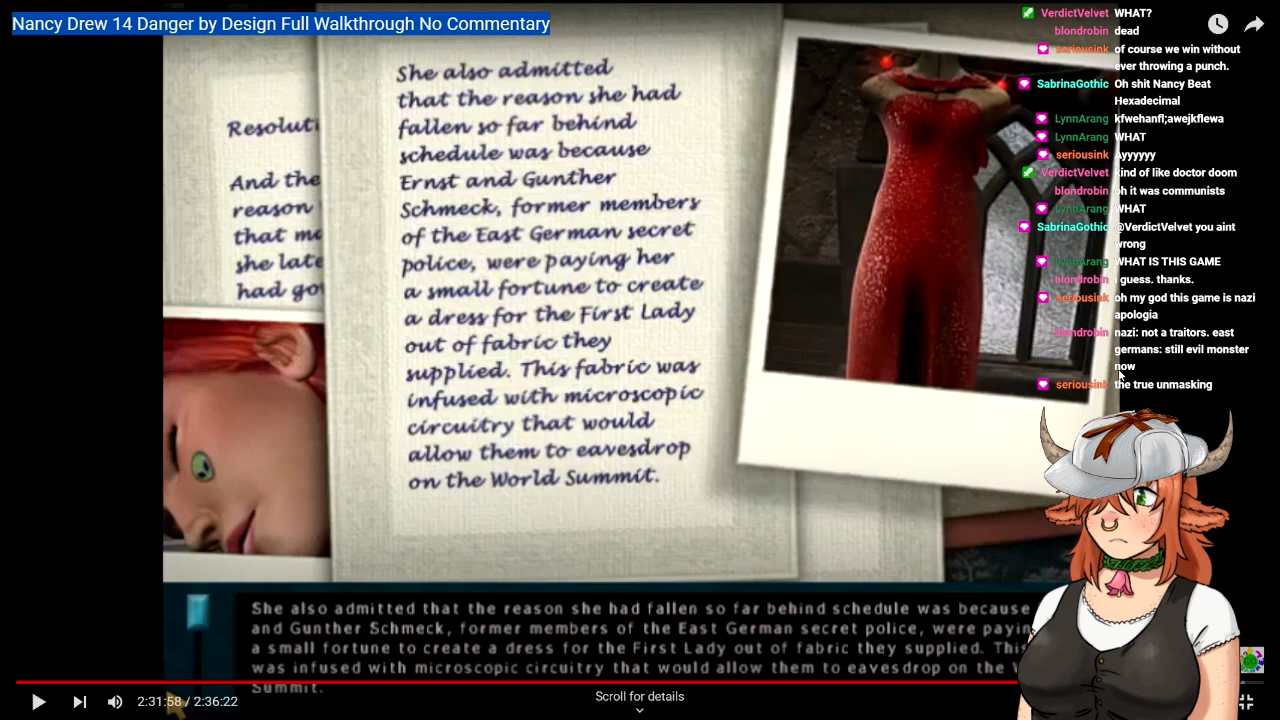 Nancy Drew 14 Danger by Design Full Walkthrough No Commentary
Resoluti
And the
reason
that mo
she late
had go
She also admitted
that the reason she had
fallen so far behind
schedule was because
Ernst and Gunther
Schmeck, former members
of the East German secret
police, were paying her
a small fortune to create
a dress for the First Lady
out of fabric they
supplied. This fabric was
infused with microscopic
circuitry that would
allow them to eavesdrop
on the World Summit.
VerdictVelvet WHAT?
blondrobin dead
seriousink of course we win without
ever throwing a punch.
SabrinaGothic Oh shit Nancy Beat
Hexadecimal
LynnArang kfwehanfl;awejkflewa
LynnArang WHAT
seriousink Ayyyyyy
VerdictVelvet kind of like doctor doom
blondrobin oh it was communists
LynnArang WHAT
SabrinaGothic @VerdictVelvet you aint
wrong
LynnArang WHAT IS THIS GAME
blondrobin i guess. thanks.
seriousink oh my god this game is nazi
apologia
blondrobin nazi: not a traitors. east
germans: still evil monster
now
seriousink the true unmasking
She also admitted that the reason she had fallen so far behind schedule was because
and Gunther Schmeck, former members of the East German secret police, were payin
a small fortune to create a dress for the First Lady out of fabric they supplied. This
was infused with microscopic circuitry that would allow them to eavesdrop on the W
Summit.
2:31:58 / 2:36:22
Scroll for details